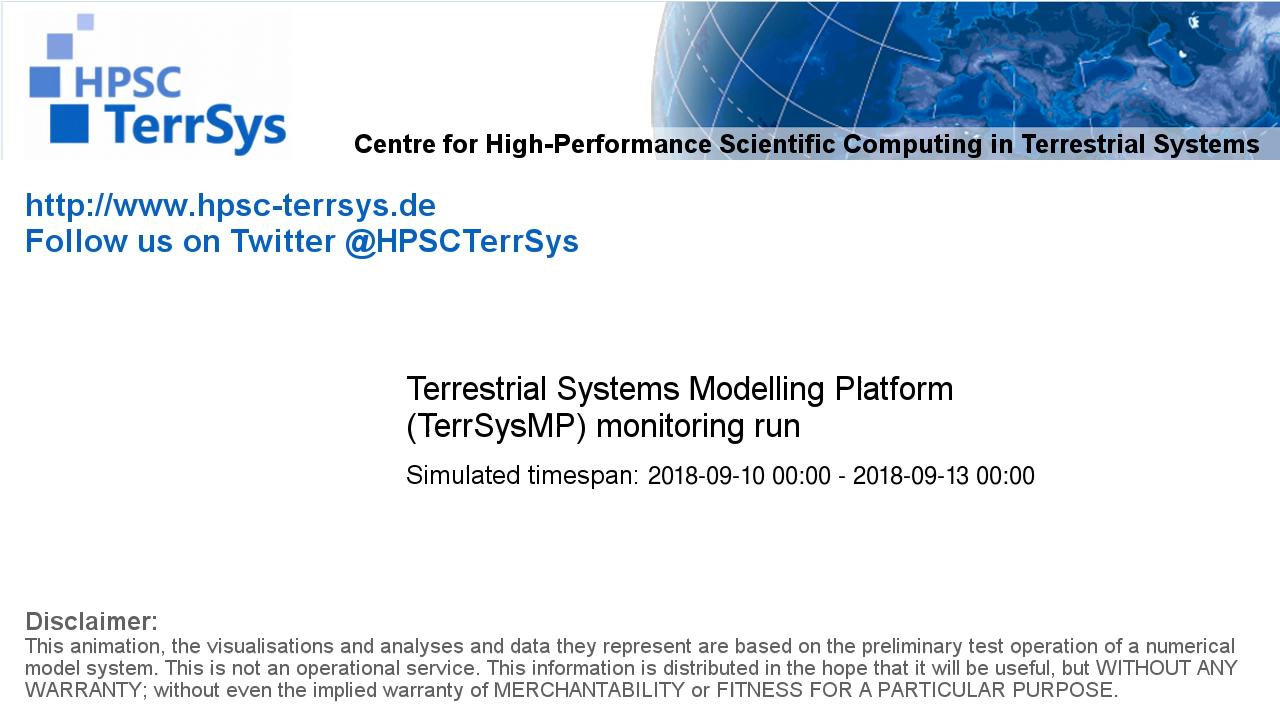 HPSC
TerrSys
Centre for High-Performance Scientific Computing in Terrestrial Systems
http://www.hpsc-terrsys.de
Follow us on Twitter @HPSCTerrSys
Terrestrial Systems Modelling Platform
(TerrSysMP) monitoring run
Simulated timespan: 2018-09-10 00:00 - 2018-09-13 00:00
Disclaimer:
This animation, the visualisations and analyses and data they represent are based on the preliminary test operation of a numerical
model system. This is not an operational service. This information is distributed in the hope that it will be useful, but WITHOUT ANY
WARRANTY; without even the implied warranty of MERCHANTABILITY or FITNESS FOR A PARTICULAR PURPOSE.